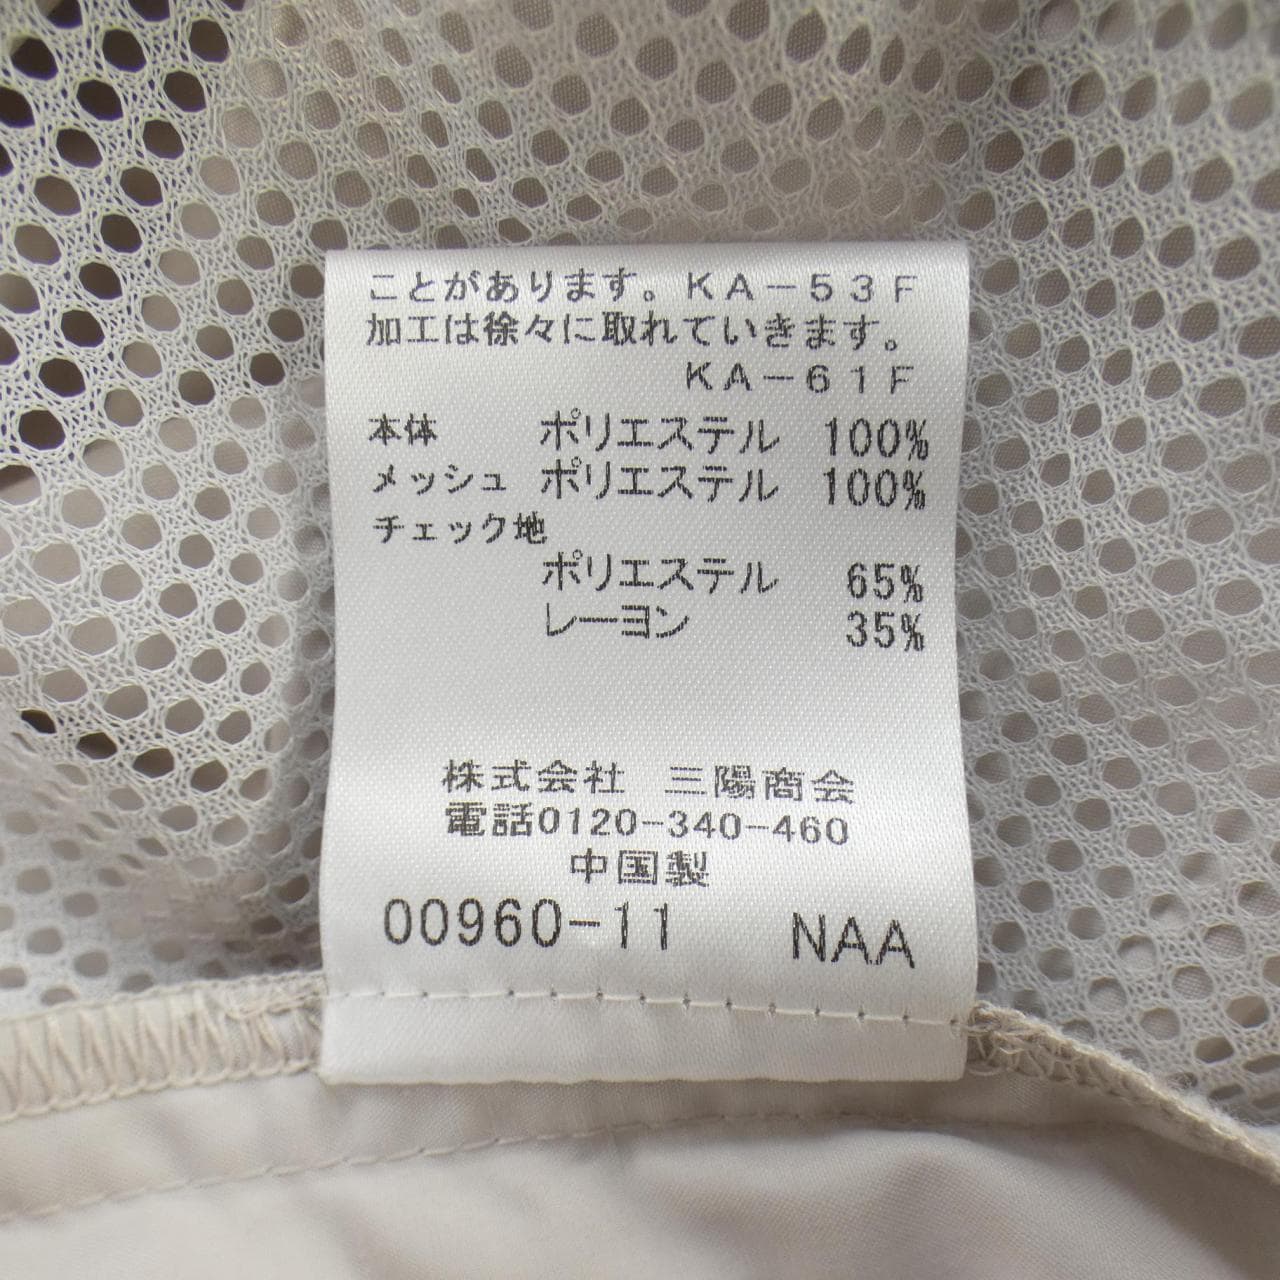 ことがあります。KA-53F
加工は徐々に取れていきます。
KA-61F
本体 ポリエステル 100%
メッシュ ポリエステル 100%
チェック地
ポリエステル 65%
レーヨン 35%
株式会社 三陽商会
電話0120-340-460
中国製
00960-11 NAA